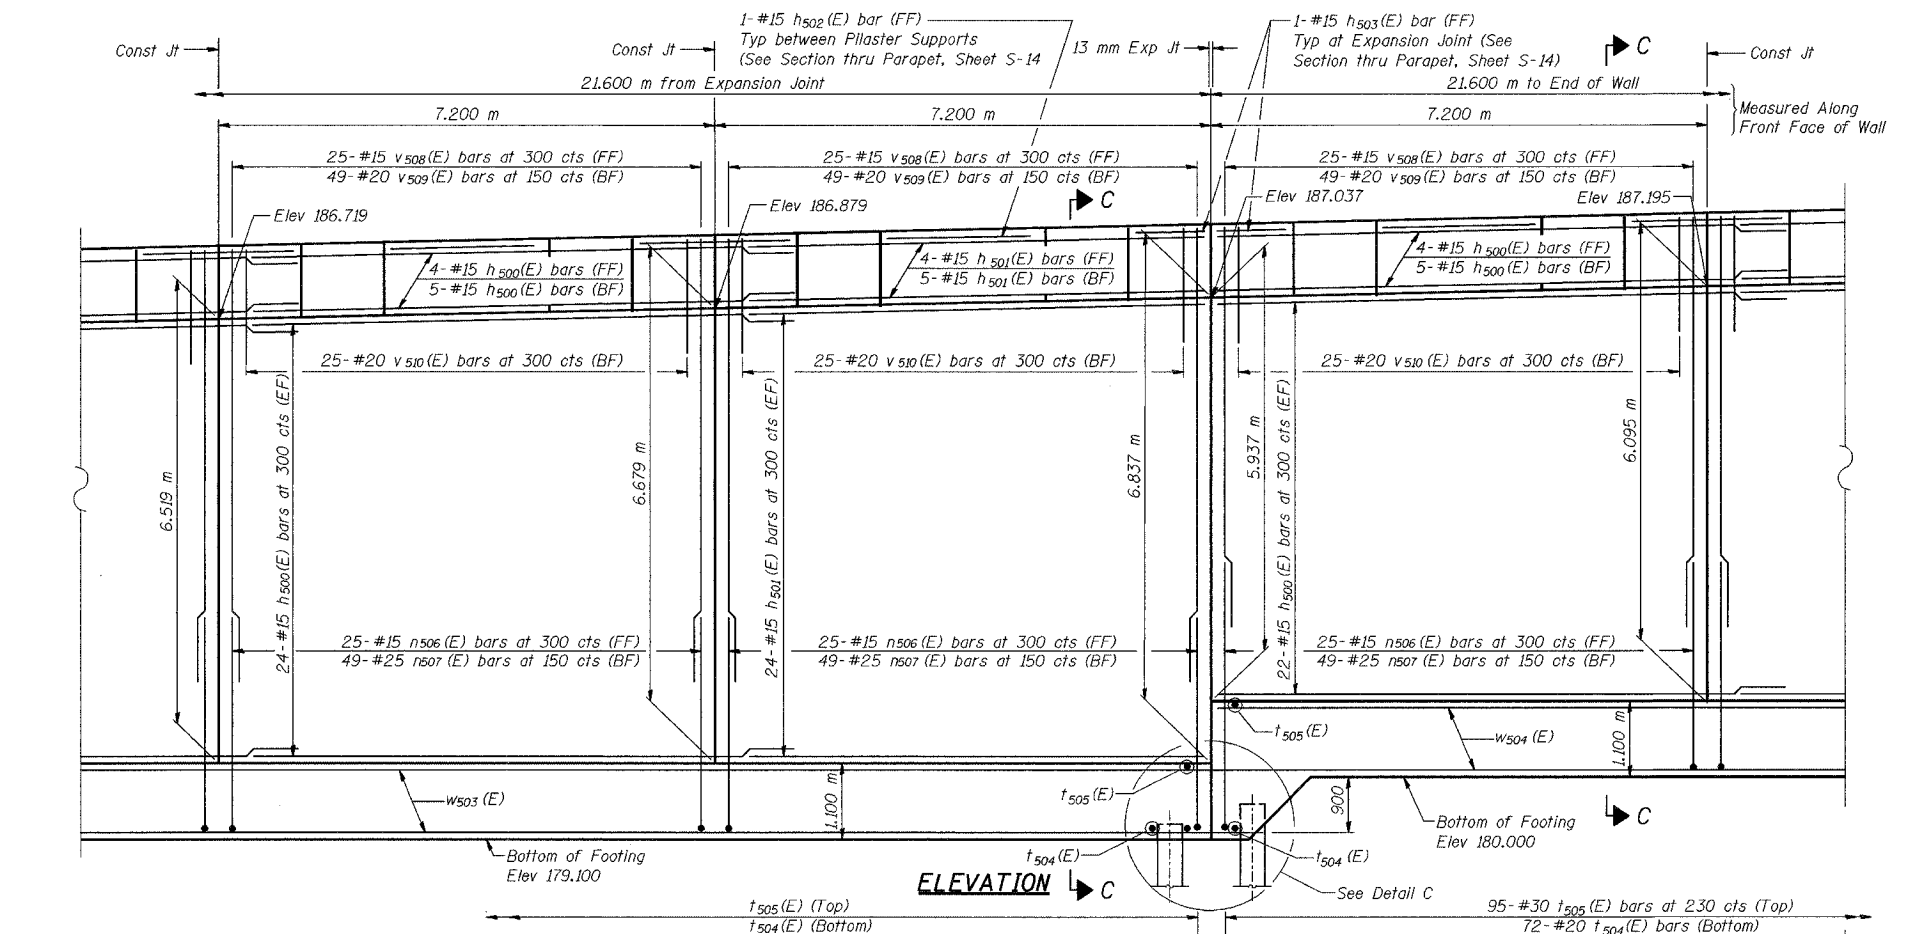 1-#15 h502(E) bar (FF)
Typ between Pilaster Supports
(See Section thru Parapet, Sheet S-14
1-#15 h503(E) bar (FF)
Typ at Expansion Joint (See
Section thru Parapet, Sheet S-14)
Const Jt
Const Jt
13 mm Exp Jt
C
Const Jt
21.600 m from Expansion Joint
21.600 m to End of Wall
Measured Along
Front Face of Wall
7.200 m
7.200 m
7.200 m
25-#15 v508(E) bars at 300 cts (FF)
49-#20 v509(E) bars at 150 cts (BF)
25-#15 v508(E) bars at 300 cts (FF)
49-#20 v509(E) bars at 150 cts (BF)
25-#15 v508(E) bars at 300 cts (FF)
49-#20 v509(E) bars at 150 cts (BF)
Elev 186.719
Elev 186.879
C
Elev 187.037
Elev 187.195
4-#15 h500(E) bars (FF)
5-#15 h500(E) bars (BF)
4-#15 h501(E) bars (FF)
5-#15 h501(E) bars (BF)
4-#15 h500(E) bars (FF)
5-#15 h500(E) bars (BF)
25-#20 v510(E) bars at 300 cts (BF)
25-#20 v510(E) bars at 300 cts (BF)
25-#20 v510(E) bars at 300 cts (BF)
6.519 m
24-#15 h500(E) bars at 300 cts (EF)
6.679 m
24-#15 h501(E) bars at 300 cts (EF)
6.837 m
5.937 m
22-#15 h500(E) bars at 300 cts (EF)
6.095 m
25-#15 n506(E) bars at 300 cts (FF)
49-#25 n507(E) bars at 150 cts (BF)
25-#15 n506(E) bars at 300 cts (FF)
49-#25 n507(E) bars at 150 cts (BF)
25-#15 n506(E) bars at 300 cts (FF)
49-#25 n507(E) bars at 150 cts (BF)
t505(E)
w504(E)
1.100 m
w503(E)
1.100 m
t505(E)
900
C
Bottom of Footing
Elev 180.000
Bottom of Footing
Elev 179.100
t504(E)
t504(E)
ELEVATION
C
See Detail C
t505(E) (Top)
t504(E) (Bottom)
95-#30 t505(E) bars at 230 cts (Top)
72-#20 t504(E) bars (Bottom)